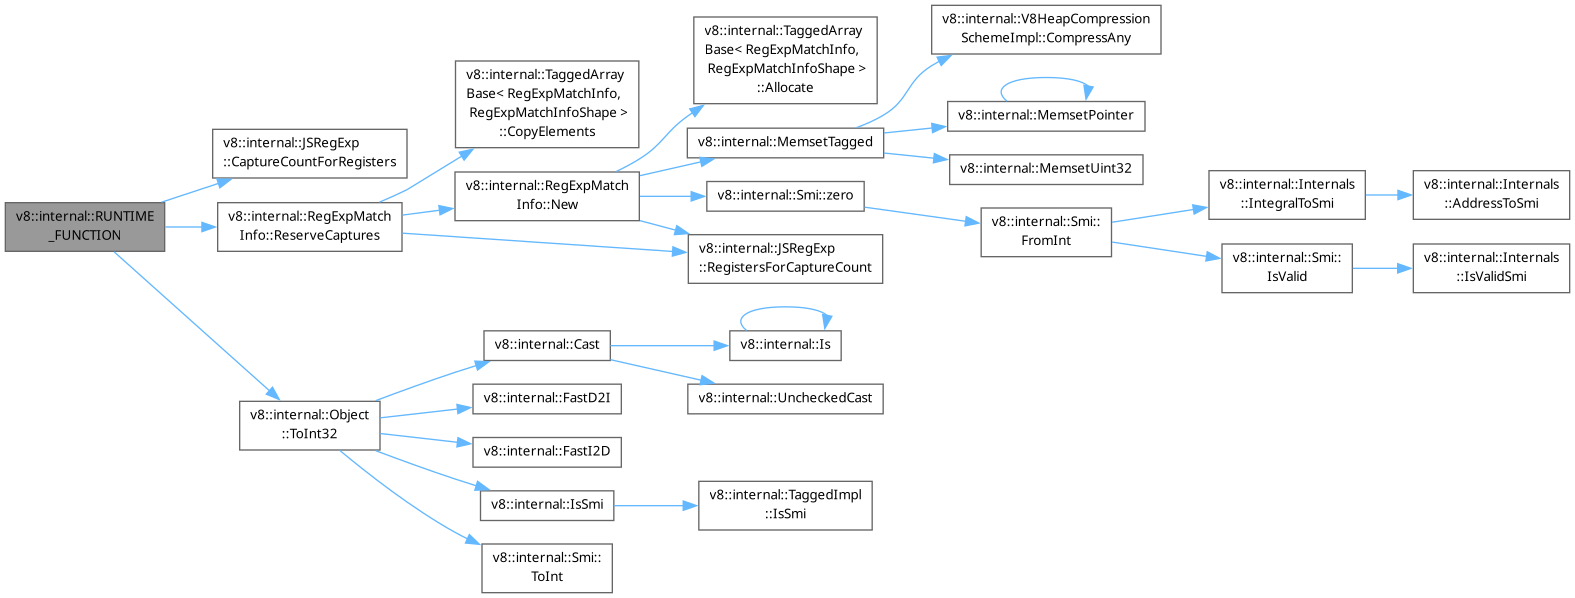 v8::internal::RUNTIME
_FUNCTION
v8::internal::JSRegExp
::CaptureCountForRegisters
v8::internal::RegExpMatch
Info::ReserveCaptures
v8::internal::TaggedArray
Base< RegExpMatchInfo,
RegExpMatchInfoShape >
::CopyElements
v8::internal::RegExpMatch
Info::New
v8::internal::TaggedArray
Base< RegExpMatchInfo,
RegExpMatchInfoShape >
::Allocate
v8::internal::MemsetTagged
v8::internal::V8HeapCompression
SchemeImpl::CompressAny
v8::internal::MemsetPointer
v8::internal::MemsetUint32
v8::internal::Smi::zero
v8::internal::Smi::
FromInt
v8::internal::Internals
::IntegralToSmi
v8::internal::Internals
::AddressToSmi
v8::internal::Smi::
IsValid
v8::internal::Internals
::IsValidSmi
v8::internal::JSRegExp
::RegistersForCaptureCount
v8::internal::Object
::ToInt32
v8::internal::Cast
v8::internal::Is
v8::internal::UncheckedCast
v8::internal::FastD2I
v8::internal::FastI2D
v8::internal::IsSmi
v8::internal::TaggedImpl
::IsSmi
v8::internal::Smi::
ToInt